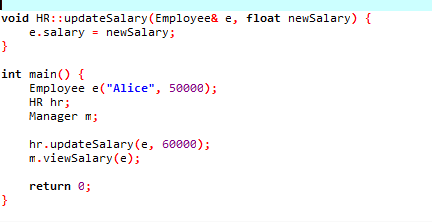 void HR::updateSalary(Employee& e, float newSalary) {
    e.salary = newSalary;
}

int main() {
    Employee e("Alice", 50000);
    HR hr;
    Manager m;

    hr.updateSalary(e, 60000);
    m.viewSalary(e);

    return 0;
}